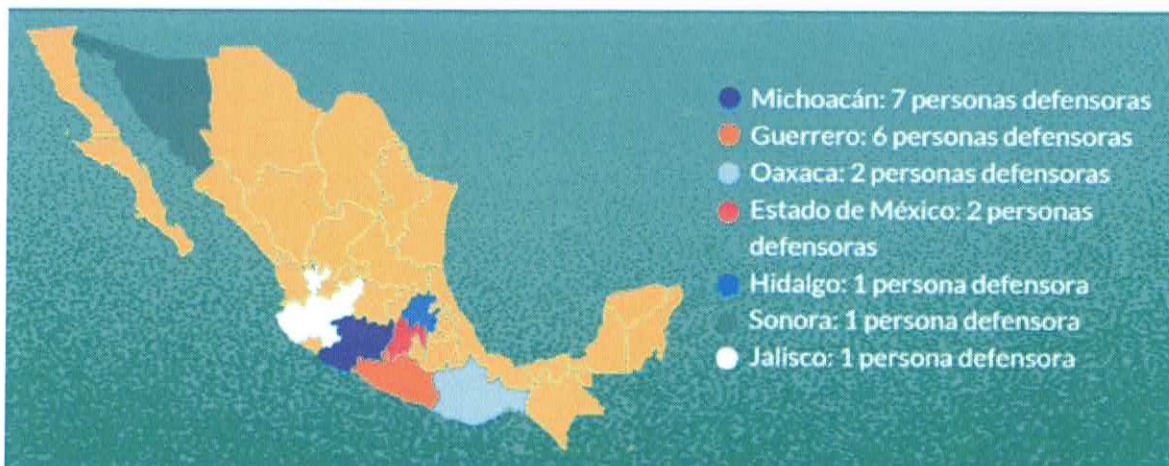 Michoacán: 7 personas defensoras
Guerrero: 6 personas defensoras
Oaxaca: 2 personas defensoras
Estado de México: 2 personas
defensoras
Hidalgo: 1 persona defensora
Sonora: 1 persona defensora
Jalisco: 1 persona defensora